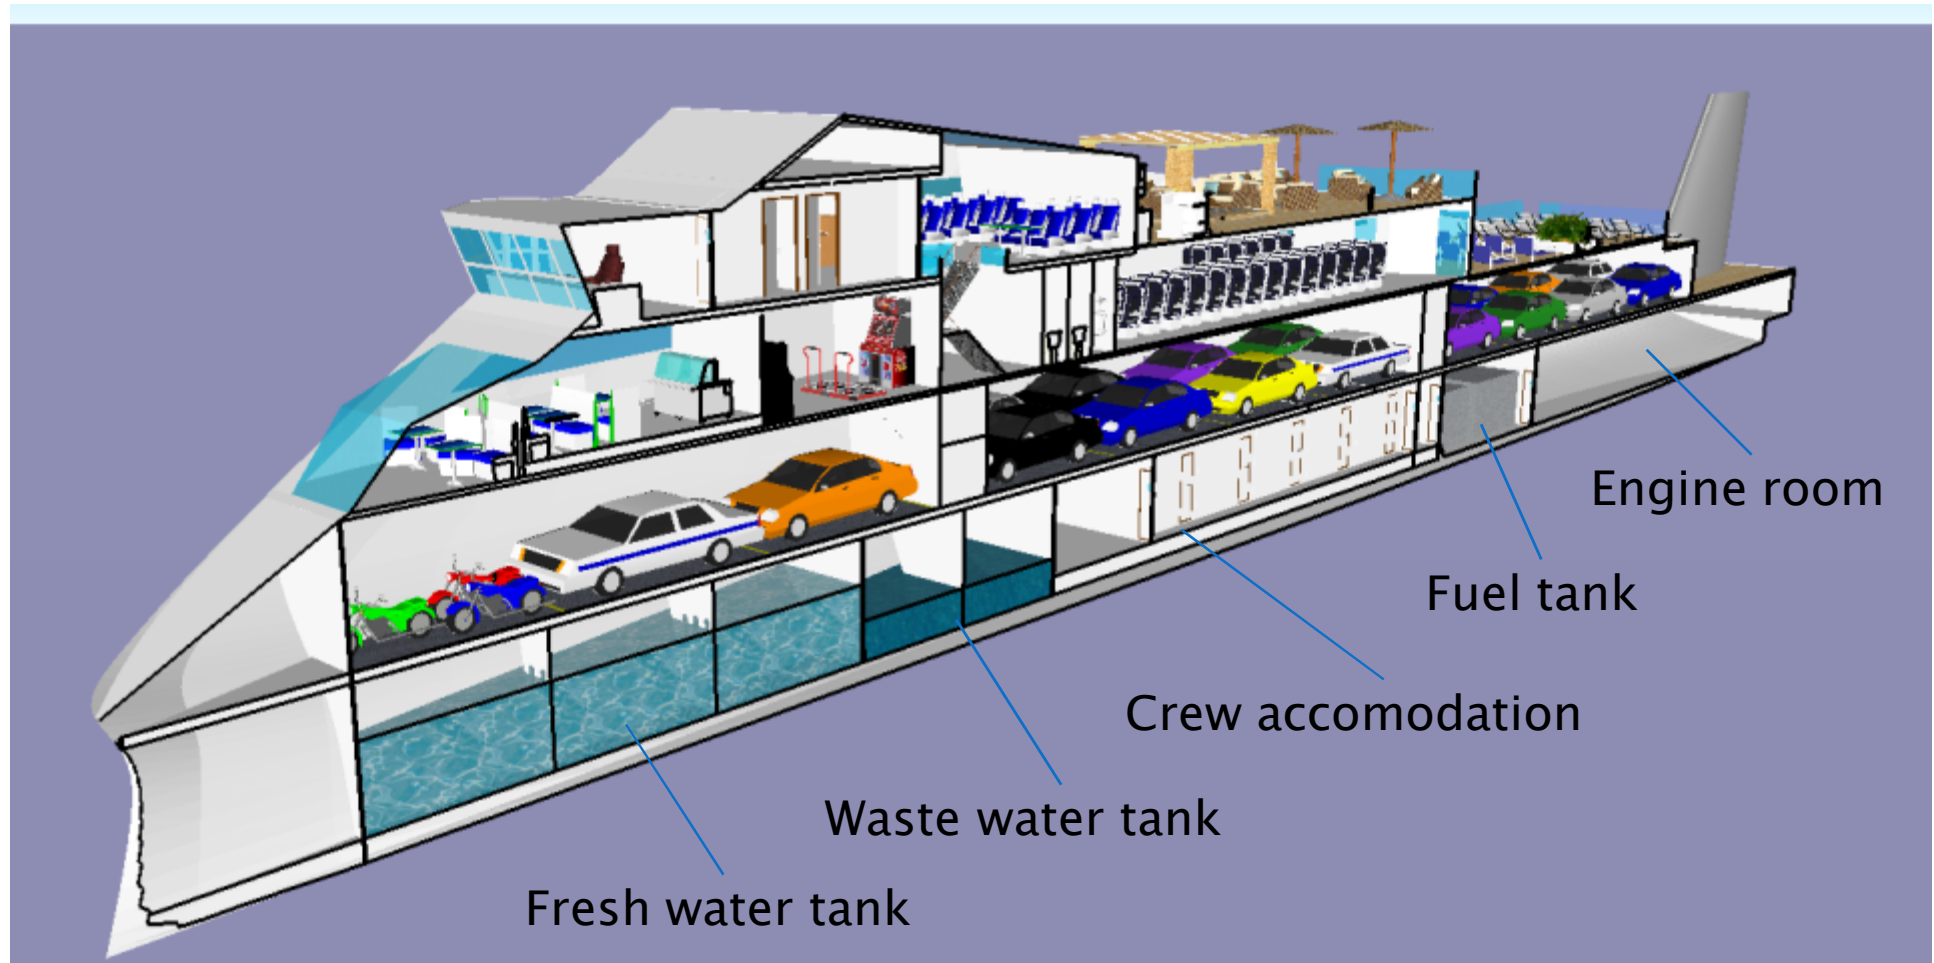 Engine room
Fuel tank
Crew accomodation
Waste water tank
Fresh water tank